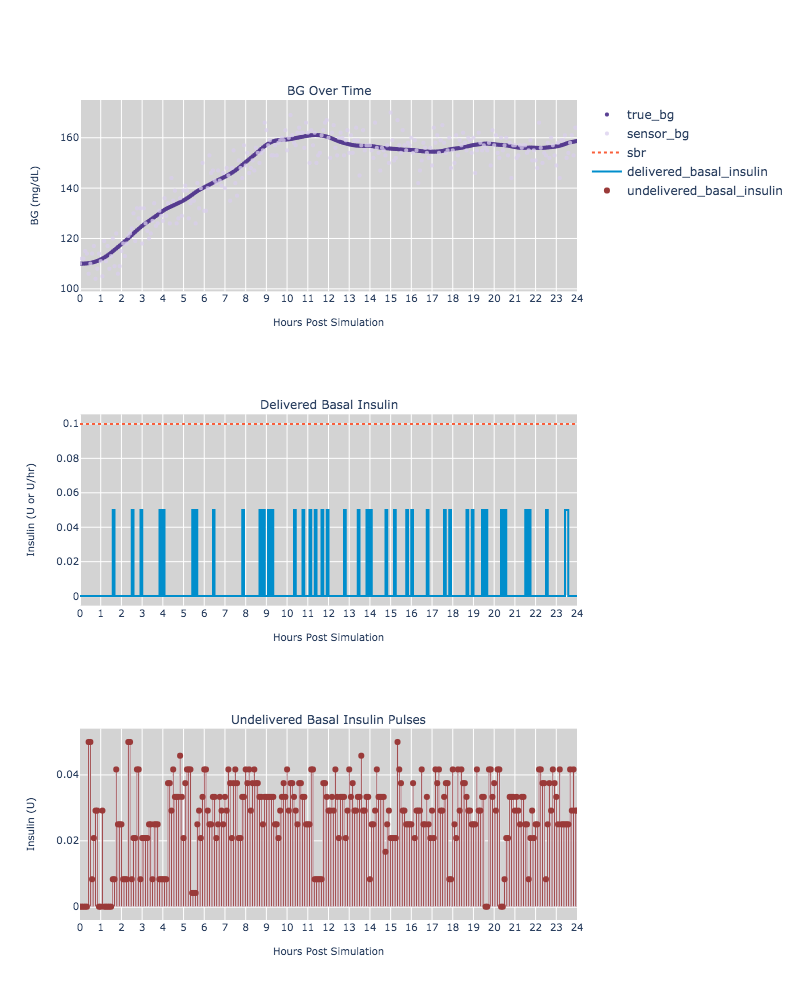 BG Over Time
BG (mg/dL)
160
140
120
100
0 1 2 3 4 5 6 7 8 9 10 11 12 13 14 15 16 17 18 19 20 21 22 23 24
Hours Post Simulation
true_bg
sensor_bg
sbr
delivered_basal_insulin
undelivered_basal_insulin
Delivered Basal Insulin
Insulin (U or U/hr)
0.1
0.08
0.06
0.04
0.02
0
0 1 2 3 4 5 6 7 8 9 10 11 12 13 14 15 16 17 18 19 20 21 22 23 24
Hours Post Simulation
Undelivered Basal Insulin Pulses
Insulin (U)
0.04
0.02
0
0 1 2 3 4 5 6 7 8 9 10 11 12 13 14 15 16 17 18 19 20 21 22 23 24
Hours Post Simulation